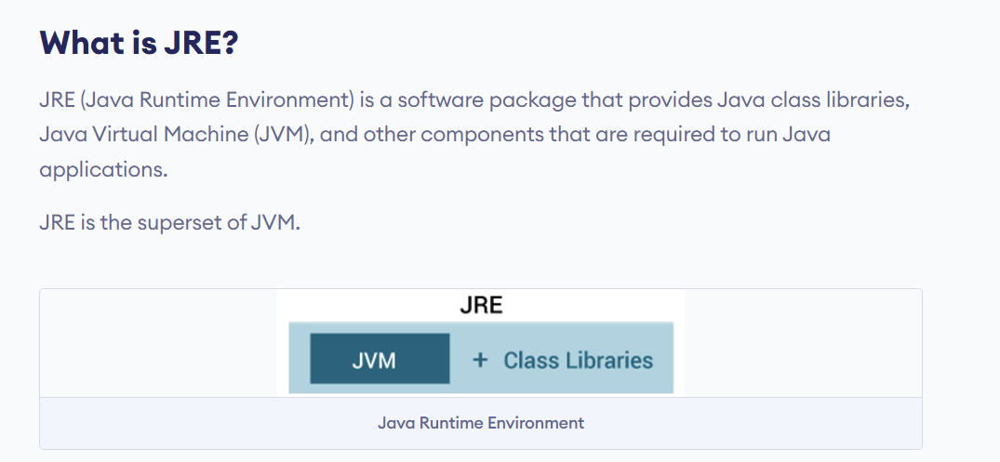 What is JRE?
JRE (Java Runtime Environment) is a software package that provides Java class libraries,
Java Virtual Machine (JVM), and other components that are required to run Java
applications.
JRE is the superset of JVM.
JRE
JVM + Class Libraries
Java Runtime Environment